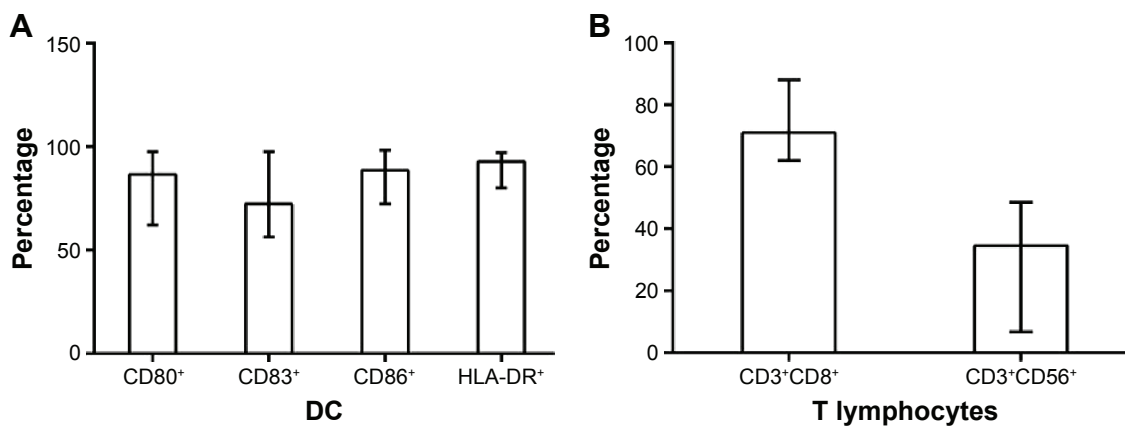 A
Percentage
150
100
50
0
CD80⁺ CD83⁺ CD86⁺ HLA-DR⁺
DC
B
Percentage
100
80
60
40
20
0
CD3⁺CD8⁺ CD3⁺CD56⁺
T lymphocytes